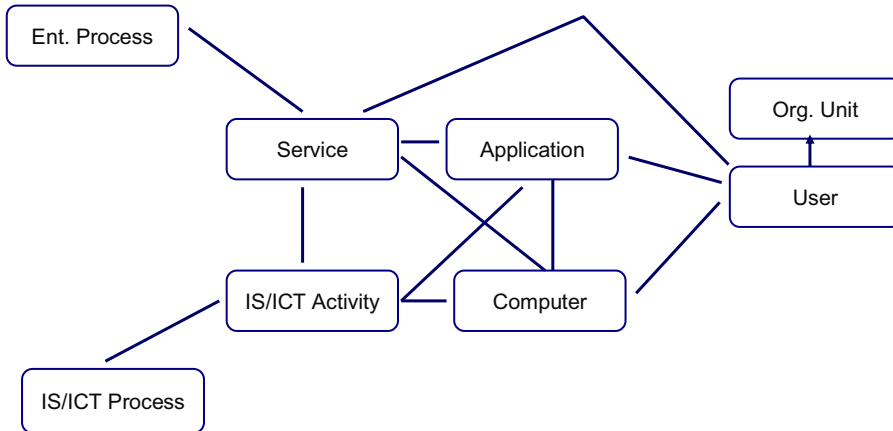 Ent. Process
Org. Unit
Service
Application
User
IS/ICT Activity
Computer
IS/ICT Process